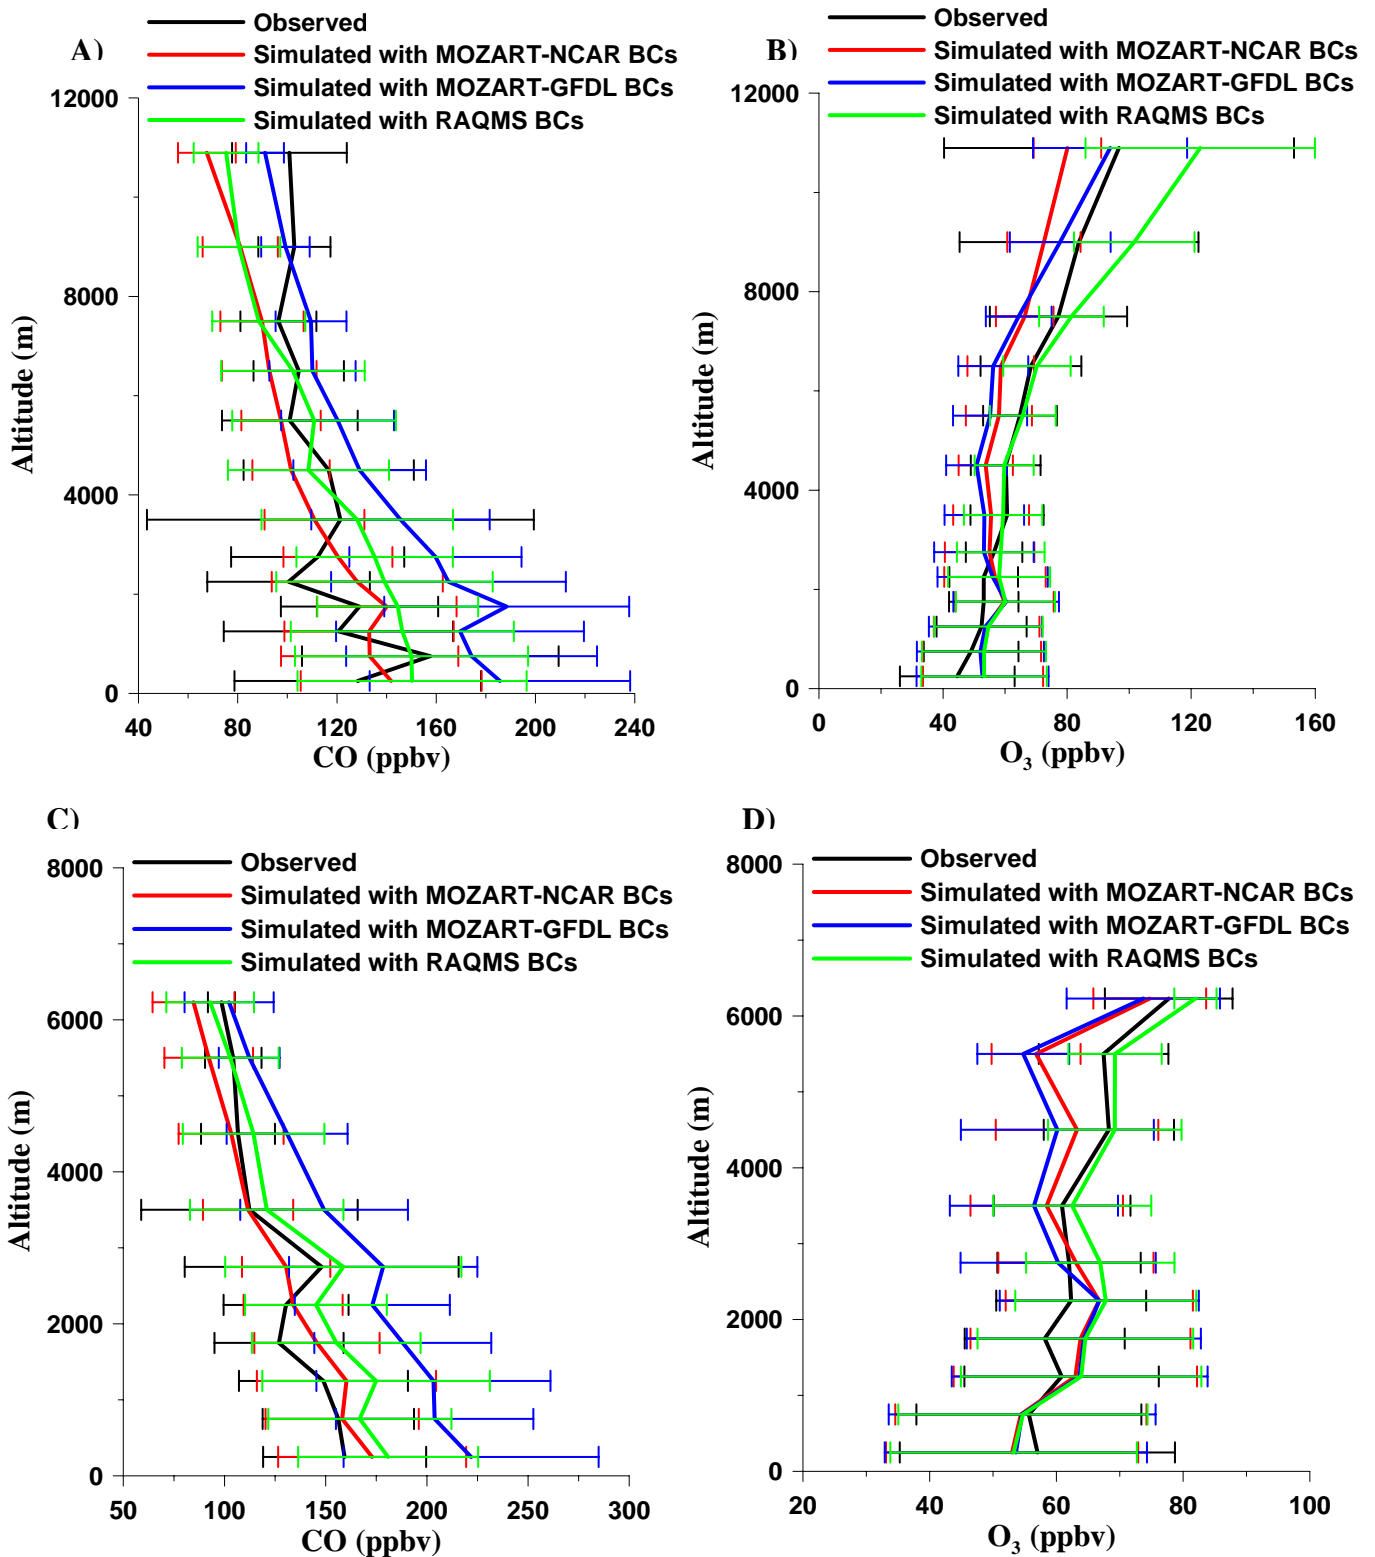 A)
Observed
Simulated with MOZART-NCAR BCs
Simulated with MOZART-GFDL BCs
Simulated with RAQMS BCs
12000
8000
4000
0
Altitude (m)
40 80 120 160 200 240
CO (ppbv)
B)
Observed
Simulated with MOZART-NCAR BCs
Simulated with MOZART-GFDL BCs
Simulated with RAQMS BCs
12000
8000
4000
0
Altitude (m)
0 40 80 120 160
O3 (ppbv)
C)
Observed
Simulated with MOZART-NCAR BCs
Simulated with MOZART-GFDL BCs
Simulated with RAQMS BCs
8000
6000
4000
2000
0
Altitude (m)
50 100 150 200 250 300
CO (ppbv)
D)
Observed
Simulated with MOZART-NCAR BCs
Simulated with MOZART-GFDL BCs
Simulated with RAQMS BCs
8000
6000
4000
2000
0
Altitude (m)
20 40 60 80 100
O3 (ppbv)